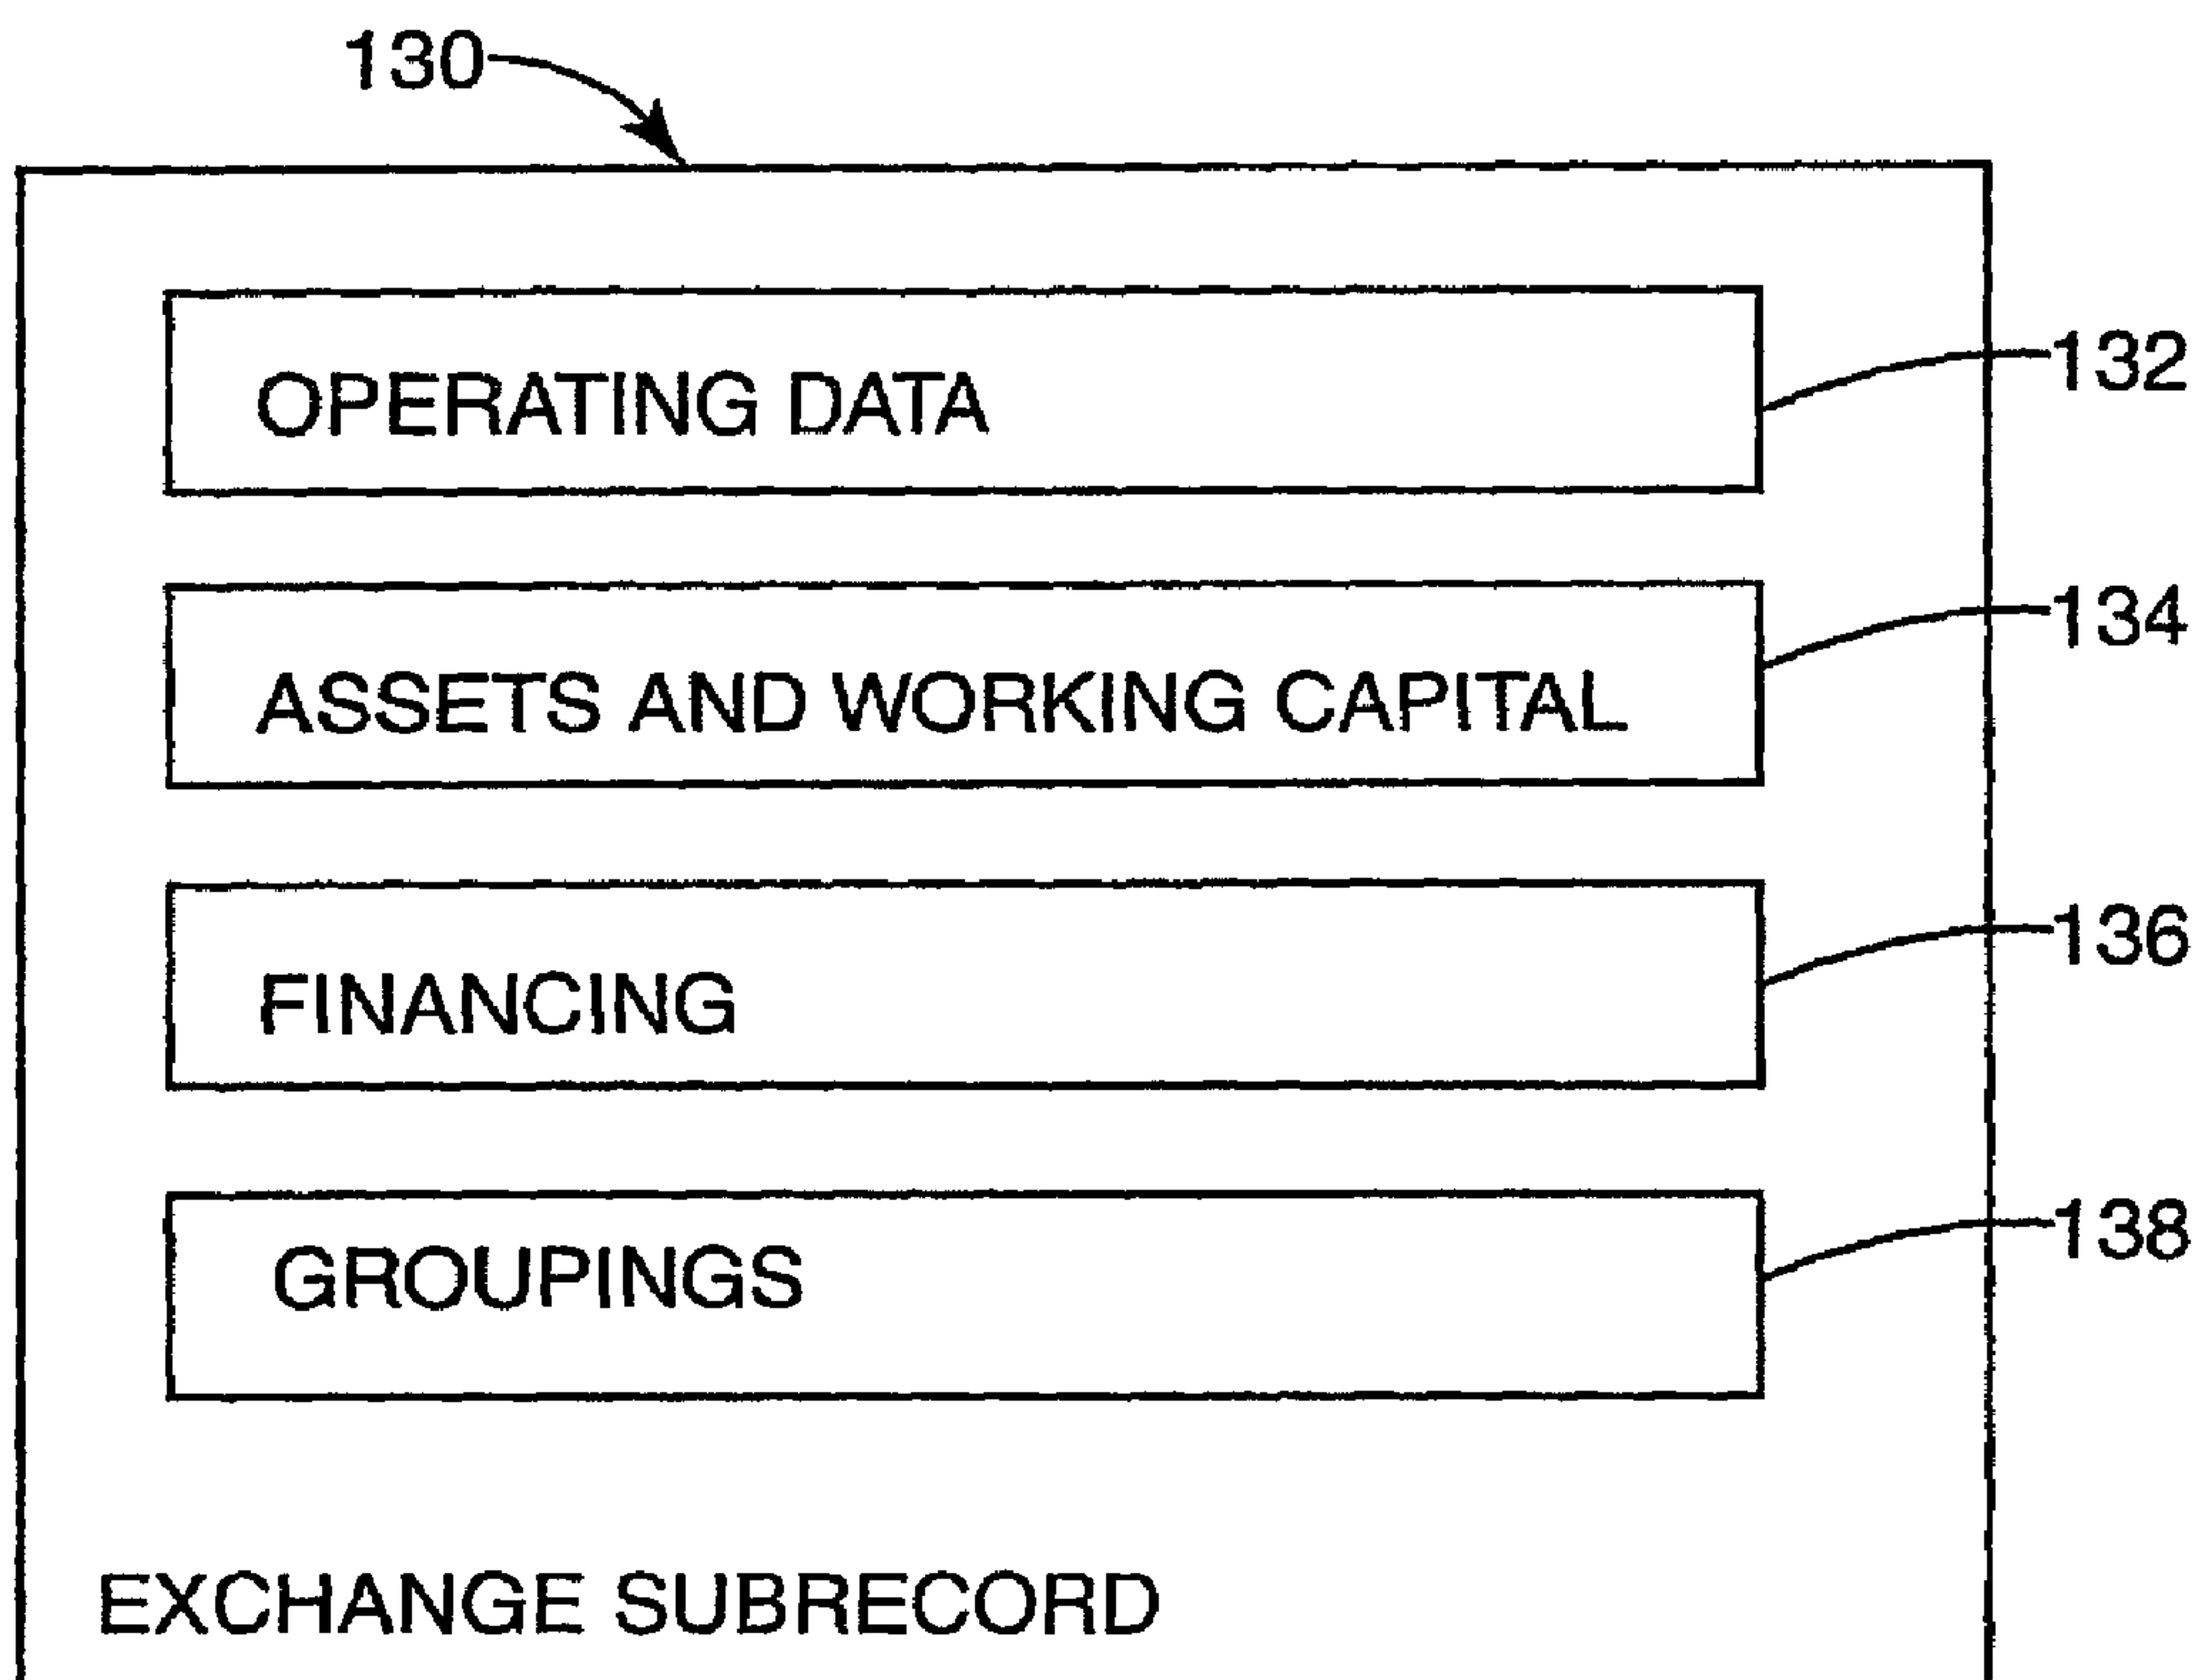 130
OPERATING DATA
132
ASSETS AND WORKING CAPITAL
134
FINANCING
136
GROUPINGS
138
EXCHANGE SUBRECORD